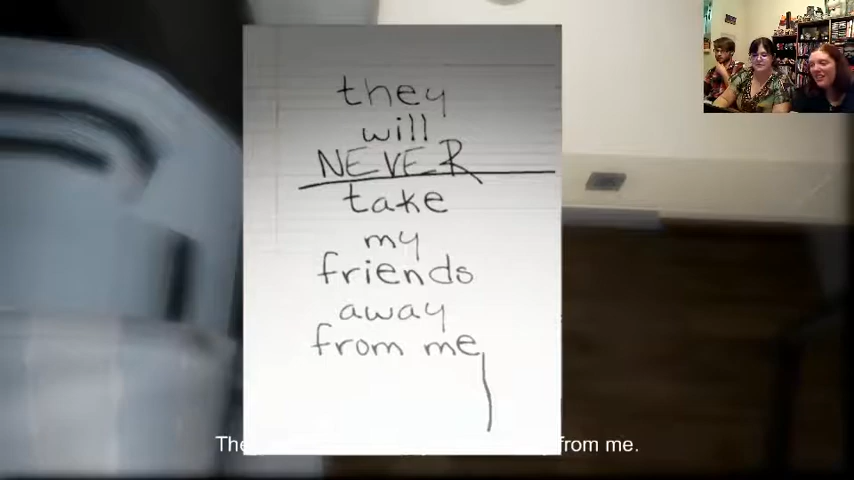 they
will
NEVER
take
my
friends
away
from me
The from me.